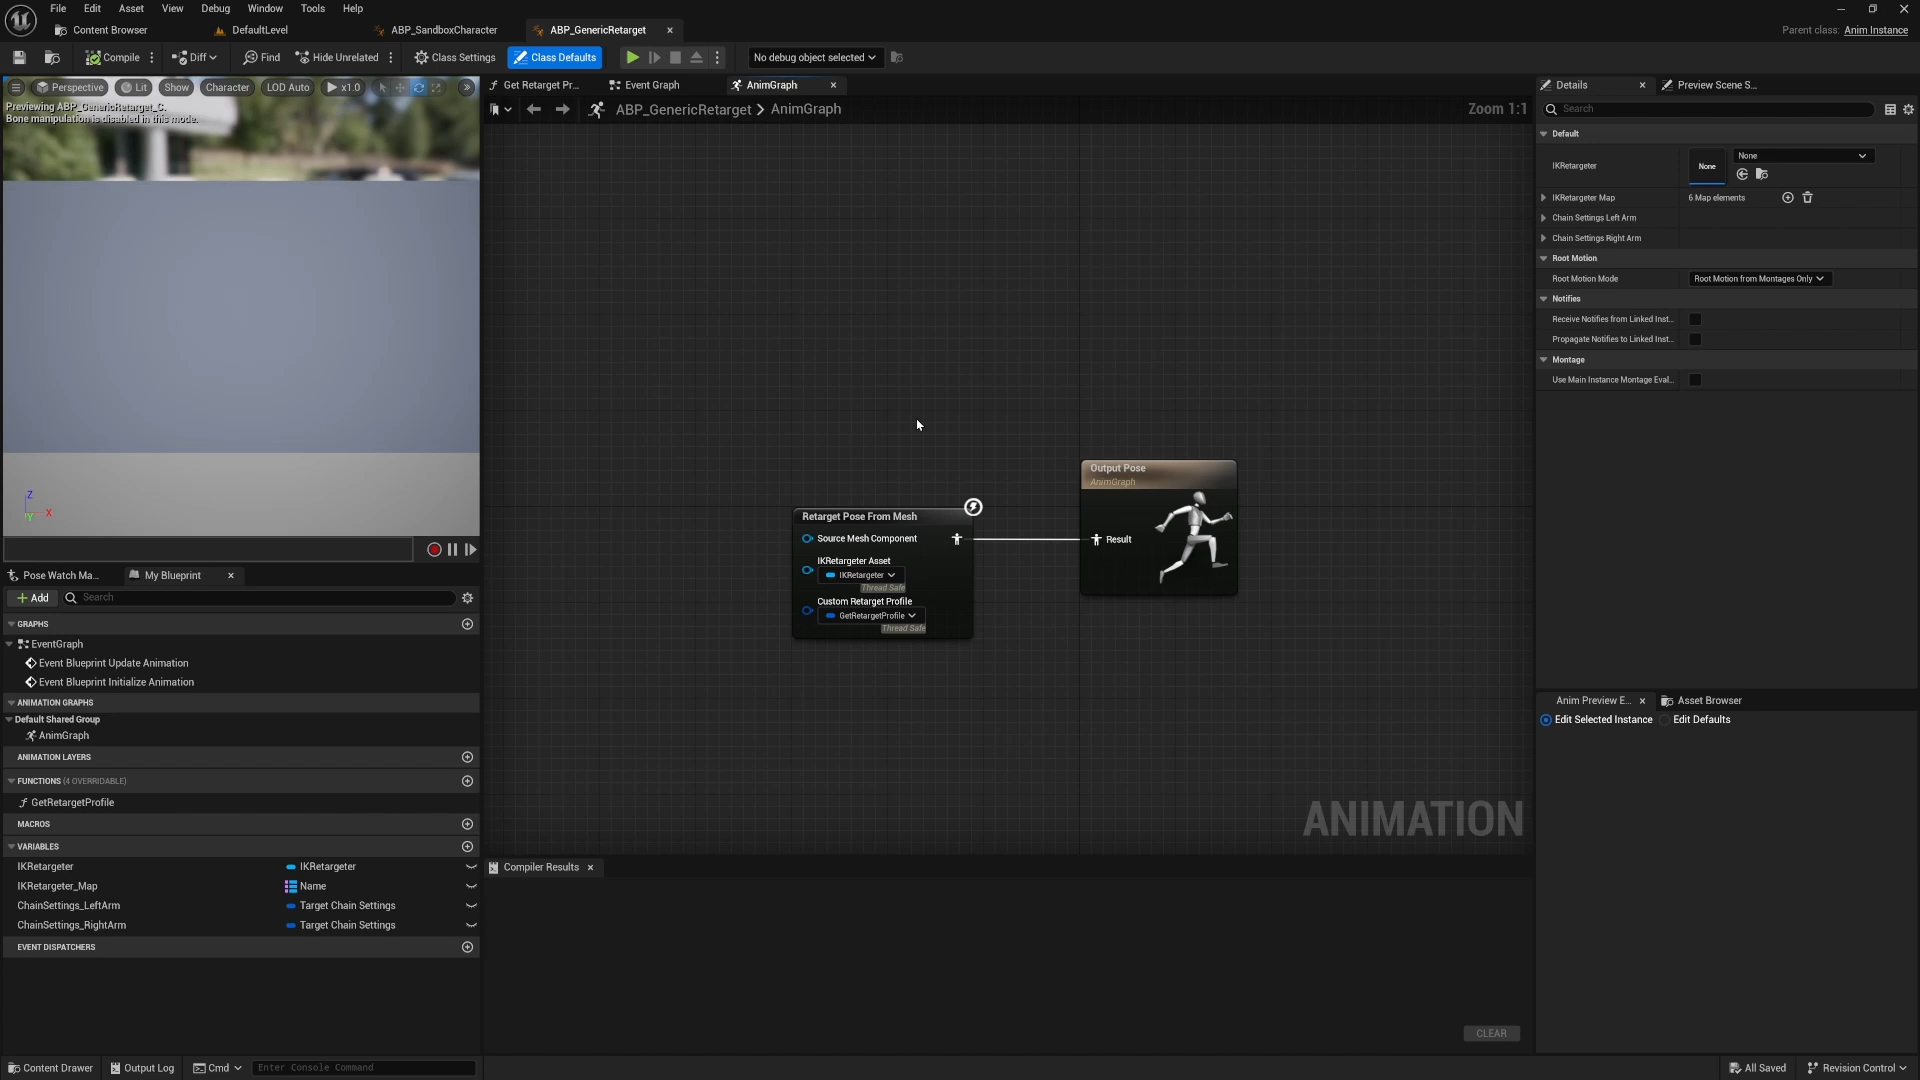 File Edit Asset View Debug Window Tools Help
Content Browser DefaultLevel ABP_SandboxCharacter ABP_GenericRetarget Parent class: Anim Instance
Compile Diff Find Hide Unrelated Class Settings Class Defaults No debug object selected
Perspective Lit Show Character LOD Auto x1.0
Previewing ABP_GenericRetarget_C.
Bone manipulation is disabled in this mode.
Z
X
Y
Pose Watch Ma... My Blueprint
Add Search
GRAPHS
EventGraph
Event Blueprint Update Animation
Event Blueprint Initialize Animation
ANIMATION GRAPHS
Default Shared Group
AnimGraph
ANIMATION LAYERS
FUNCTIONS (4 OVERRIDABLE)
GetRetargetProfile
MACROS
VARIABLES
IKRetargeter IKRetargeter
IKRetargeter_Map Name
ChainSettings_LeftArm Target Chain Settings
ChainSettings_RightArm Target Chain Settings
EVENT DISPATCHERS
Get Retarget Pr... Event Graph AnimGraph
ABP_GenericRetarget > AnimGraph Zoom 1:1
Retarget Pose From Mesh
Source Mesh Component
IKRetargeter Asset
IKRetargeter
Thread Safe
Custom Retarget Profile
GetRetargetProfile
Thread Safe
Output Pose
AnimGraph
Result
ANIMATION
Compiler Results
CLEAR
Details Preview Scene S...
Search
Default
IKRetargeter None None
IKRetargeter Map 6 Map elements
Chain Settings Left Arm
Chain Settings Right Arm
Root Motion
Root Motion Mode Root Motion from Montages Only
Notifies
Receive Notifies from Linked Inst...
Propagate Notifies to Linked Inst...
Montage
Use Main Instance Montage Eval...
Anim Preview E... Asset Browser
Edit Selected Instance Edit Defaults
Content Drawer Output Log Cmd Enter Console Command All Saved Revision Control